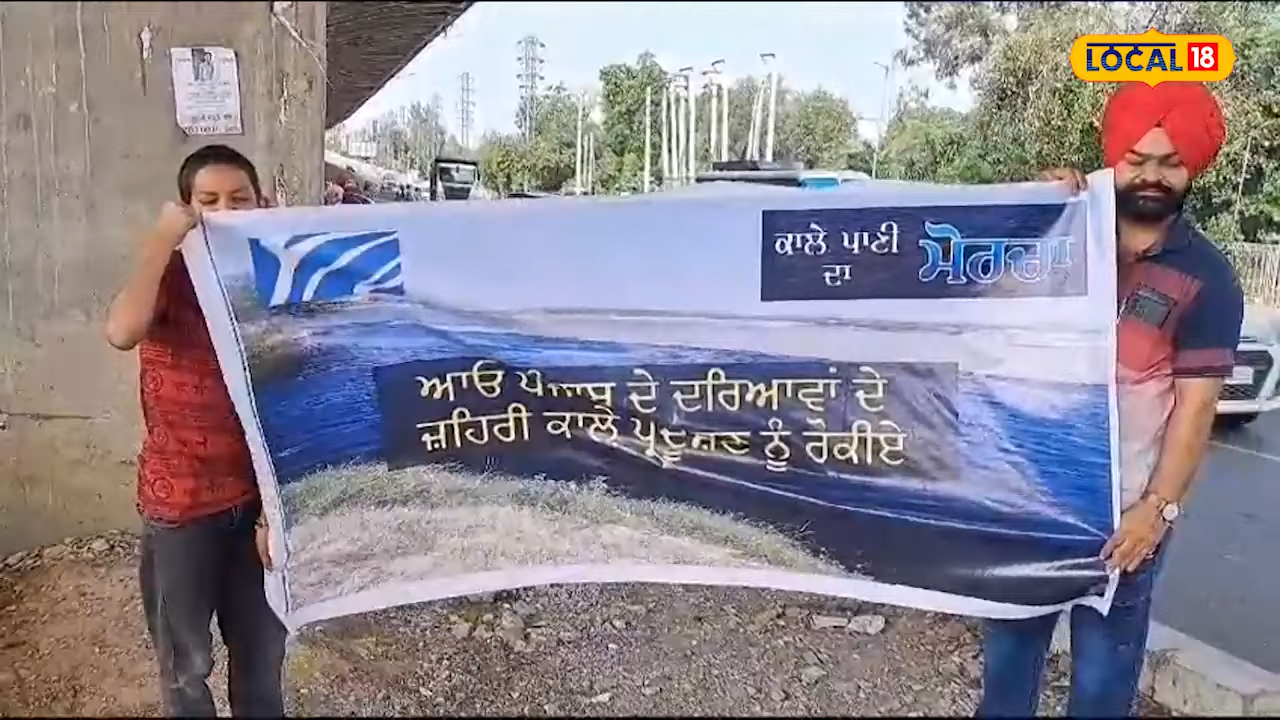 LOCAL 18
ਕਾਲੇ ਪਾਣੀ
ਦਾ ਮੋਰਚਾ
ਆਓ ਪੰਜਾਬ ਦੇ ਦਰਿਆਵਾਂ ਦੇ
ਜ਼ਹਿਰੀ ਕਾਲੇ ਪ੍ਰਦੂਸ਼ਣ ਨੂੰ ਰੋਕੀਏ